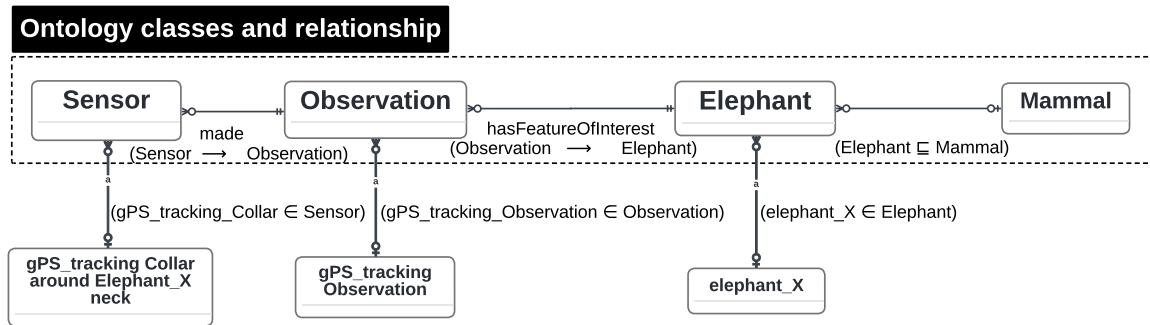 Ontology classes and relationship
Sensor
Observation
Elephant
Mammal
made
(Sensor ⟶ Observation)
hasFeatureOfInterest
(Observation ⟶ Elephant)
(Elephant ⊑ Mammal)
a
a
a
(gPS_tracking_Collar ∈ Sensor)
(gPS_tracking_Observation ∈ Observation)
(elephant_X ∈ Elephant)
gPS_tracking Collar
around Elephant_X
neck
gPS_tracking
Observation
elephant_X